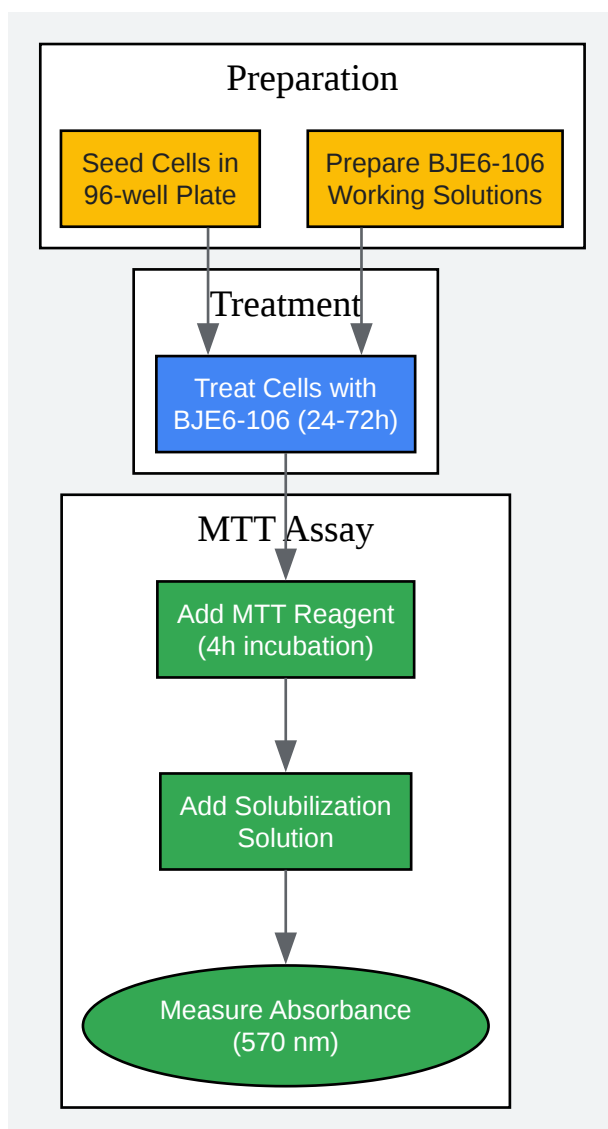 Preparation
Seed Cells in
96-well Plate
Prepare BJE6-106
Working Solutions
Treatment
Treat Cells with
BJE6-106 (24-72h)
MTT Assay
Add MTT Reagent
(4h incubation)
Add Solubilization
Solution
Measure Absorbance
(570 nm)